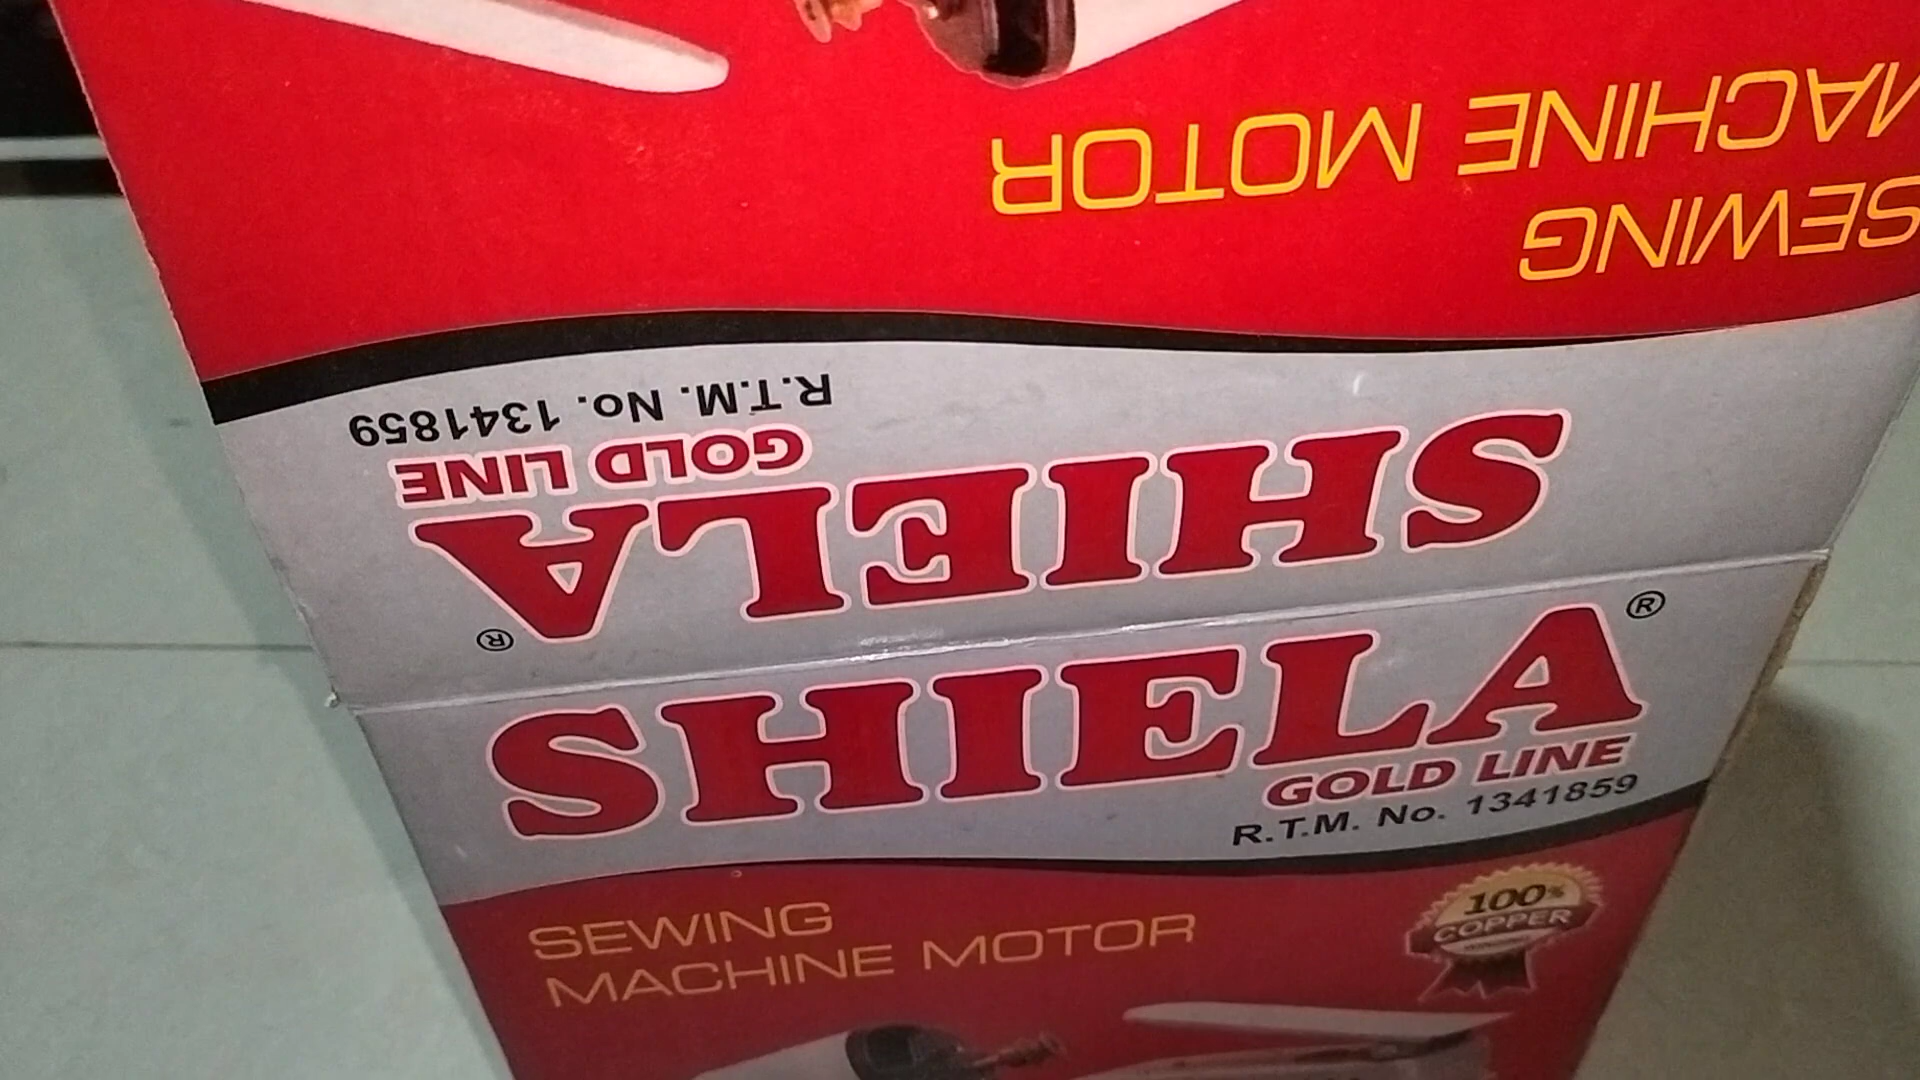 SEWING
MACHINE MOTOR
R.T.M. No. 1341859
GOLD LINE
SHIELA
®
SHIELA ®
GOLD LINE
R.T.M. No. 1341859
100%
COPPER
SEWING
MACHINE MOTOR